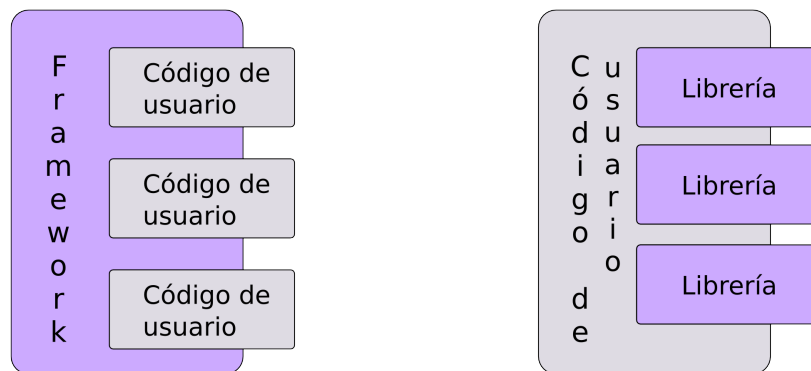 Framework
Código de
usuario
Código de
usuario
Código de
usuario
Código de
usuario
Librería
Librería
Librería